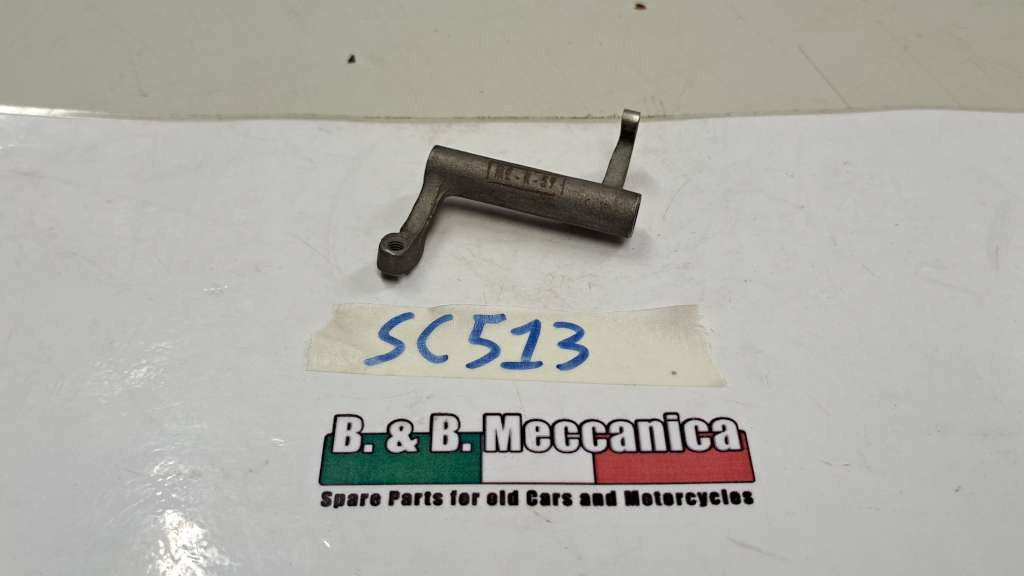 SC513
B. & B. Meccanica
Spare Parts for old Cars and Motorcycles